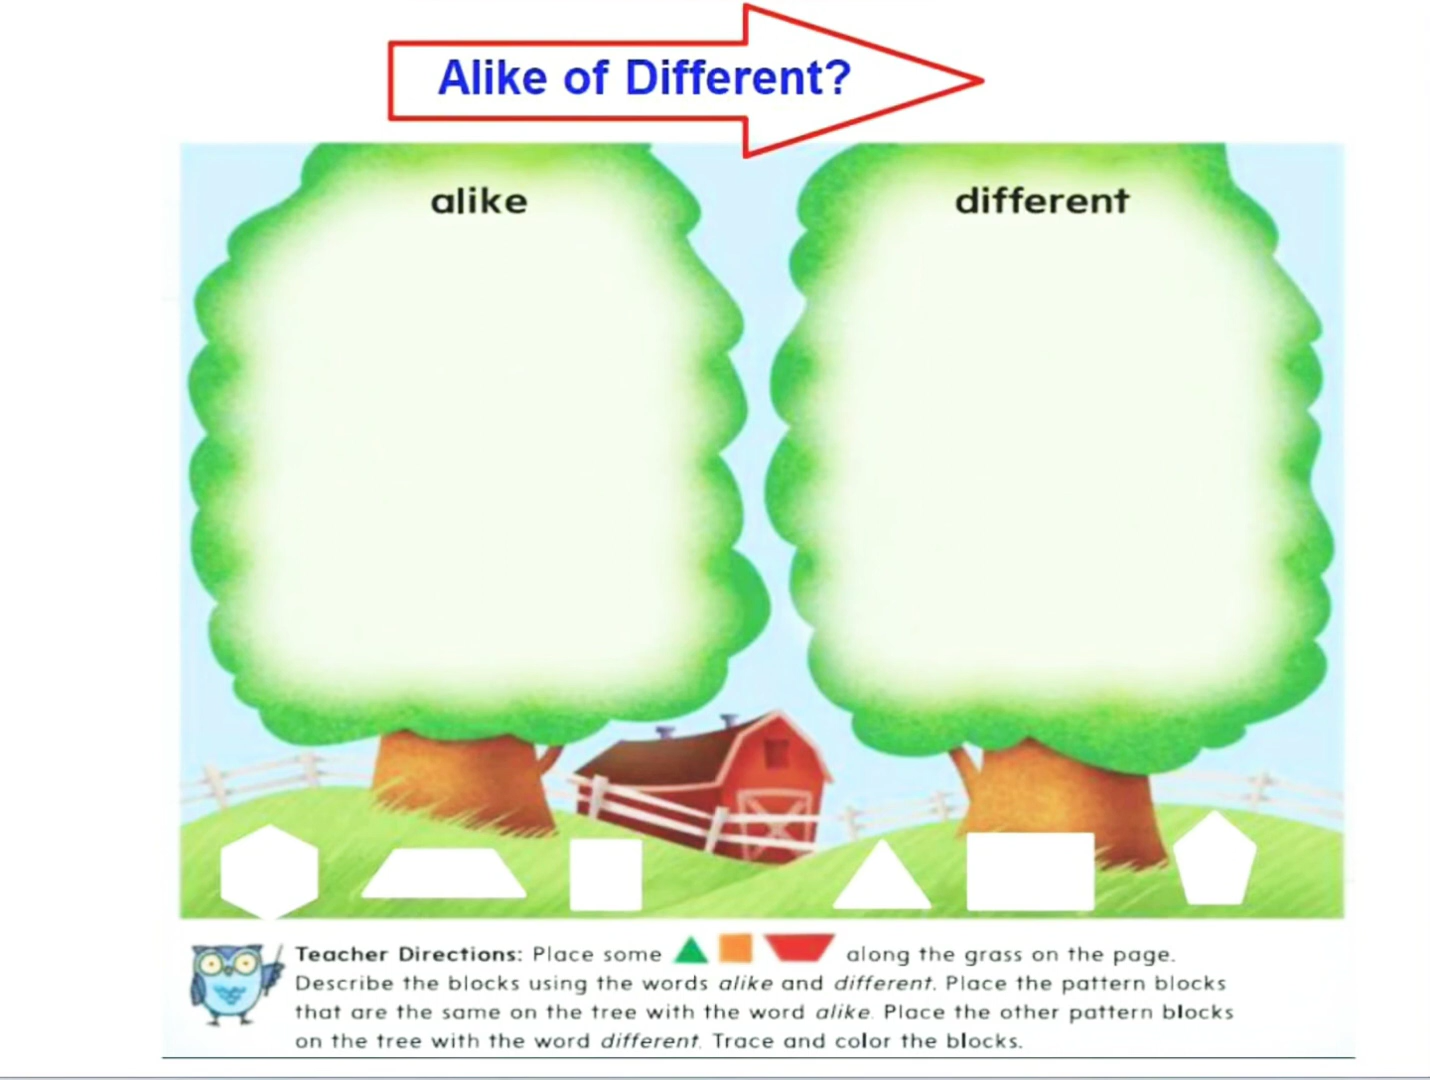 Alike of Different?
alike
different
Teacher Directions: Place some along the grass on the page.
Describe the blocks using the words alike and different. Place the pattern blocks
that are the same on the tree with the word alike. Place the other pattern blocks
on the tree with the word different. Trace and color the blocks.